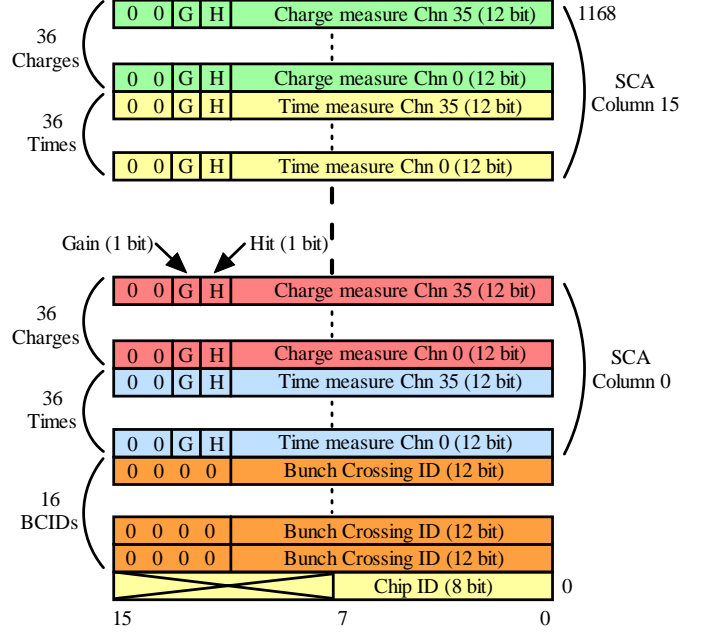 0 0 G H Charge measure Chn 35 (12 bit) 1168
36
Charges
0 0 G H Charge measure Chn 0 (12 bit)
SCA
Column 15
0 0 G H Time measure Chn 35 (12 bit)
36
Times
0 0 G H Time measure Chn 0 (12 bit)
Gain (1 bit) Hit (1 bit)
0 0 G H Charge measure Chn 35 (12 bit)
36
Charges
0 0 G H Charge measure Chn 0 (12 bit)
SCA
Column 0
0 0 G H Time measure Chn 35 (12 bit)
36
Times
0 0 G H Time measure Chn 0 (12 bit)
0 0 0 0 Bunch Crossing ID (12 bit)
16
BCIDs
0 0 0 0 Bunch Crossing ID (12 bit)
0 0 0 0 Bunch Crossing ID (12 bit)
Chip ID (8 bit) 0
15 7 0